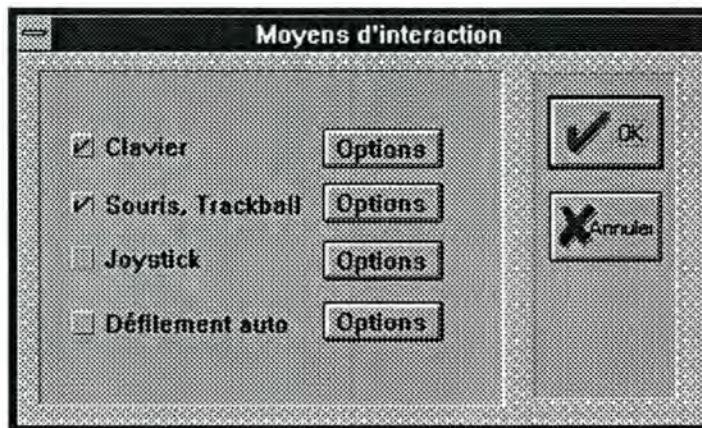 Moyens d'interaction
Clavier
Options
Souris, Trackball
Options
Joystick
Options
Défilement auto
Options
OK
Annuler